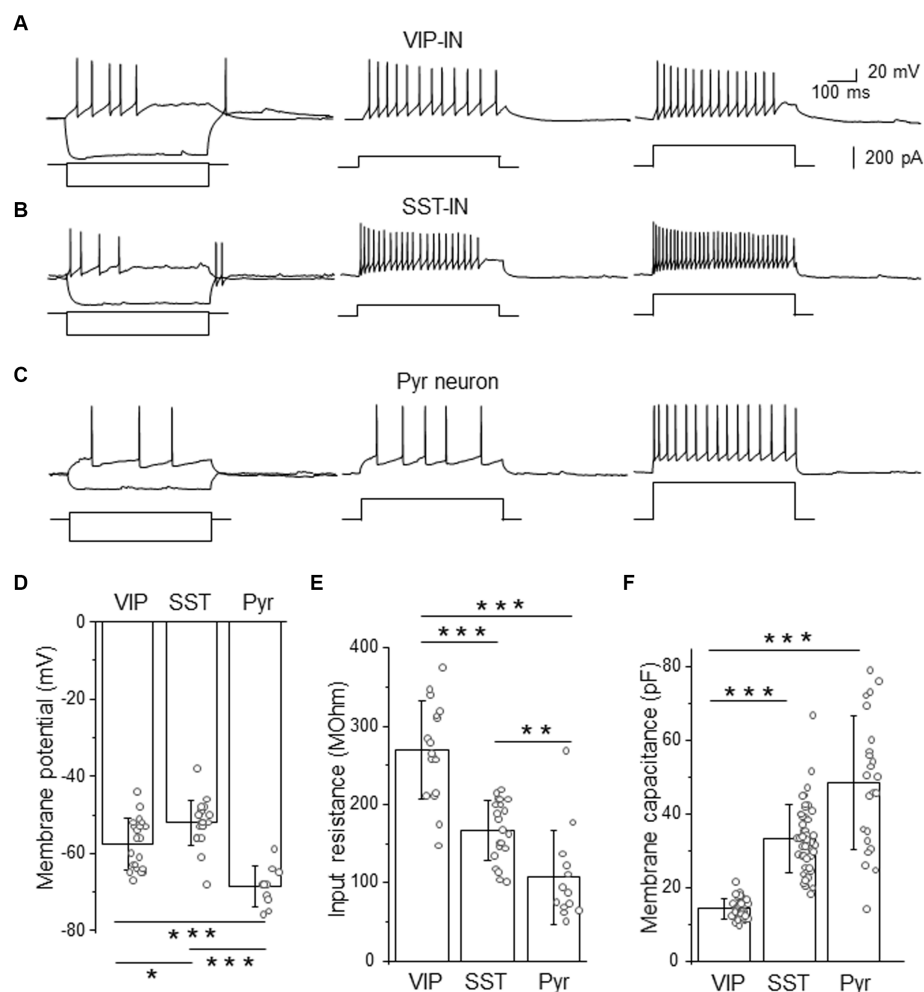 A
VIP-IN
20 mV
100 ms
200 pA
B
SST-IN
C
Pyr neuron
D
VIP SST Pyr
0
-20
-40
-60
-80
Membrane potential (mV)
***
* ***
E
***
***
**
400
300
200
100
0
Input resistance (MOhm)
VIP SST Pyr
F
***
***
80
60
40
20
0
Membrane capacitance (pF)
VIP SST Pyr